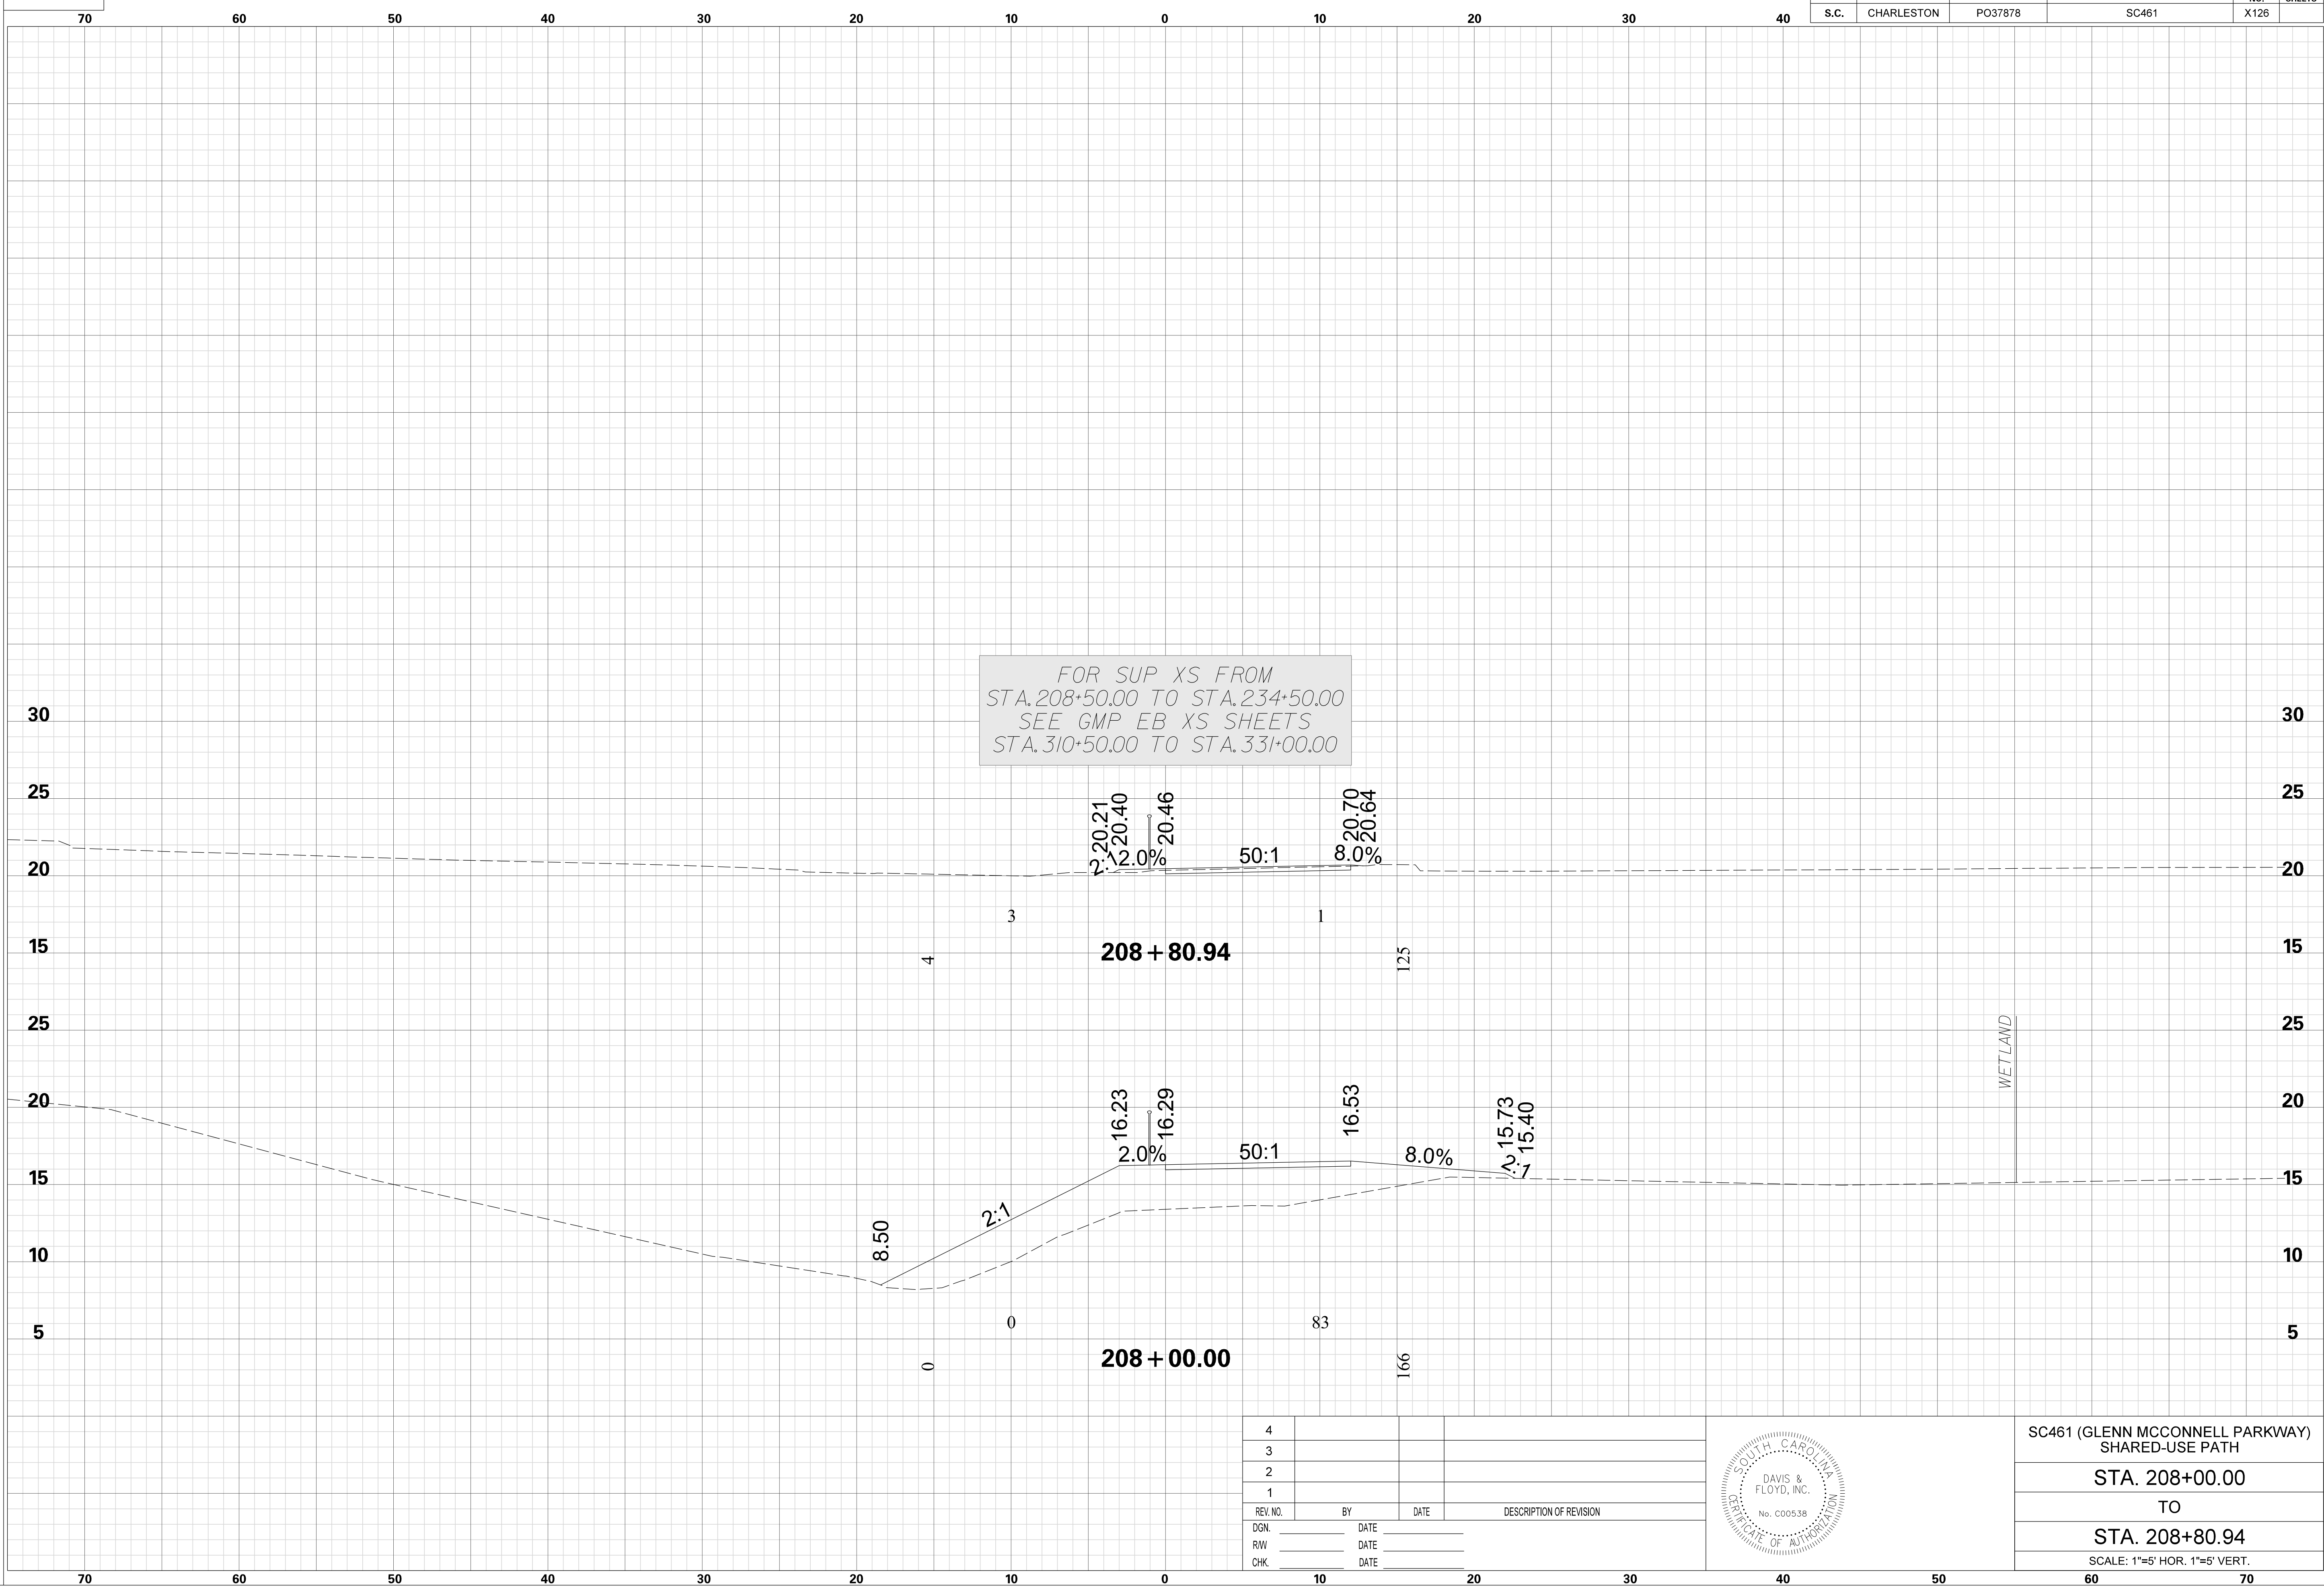 NO. SHEETS
S.C. CHARLESTON PO37878 SC461 X126
70 60 50 40 30 20 10 0 10 20 30 40
FOR SUP XS FROM
STA.208+50.00 TO STA.234+50.00
SEE GMP EB XS SHEETS
STA.310+50.00 TO STA.331+00.00
30 30
25 25
20.21 20.40 20.46 20.70 20.64
2:1 2.0% 50:1 8.0%
20 20
3 1
15 15
208+80.94
4 125
25 25
WETLAND
20 20
16.23 16.29 16.53 15.73 15.40
2.0% 50:1 8.0% 2:1
15 15
2:1
8.50
10 10
0 83
5 5
208+00.00
0 166
4
3
2
1
REV. NO. BY DATE DESCRIPTION OF REVISION
DGN. DATE
R/W DATE
CHK. DATE
SOUTH CAROLINA
DAVIS &
FLOYD, INC.
No. C00538
CERTIFICATE OF AUTHORIZATION
SC461 (GLENN MCCONNELL PARKWAY)
SHARED-USE PATH
STA. 208+00.00
TO
STA. 208+80.94
SCALE: 1"=5' HOR. 1"=5' VERT.
70 60 50 40 30 20 10 0 10 20 30 40 50 60 70